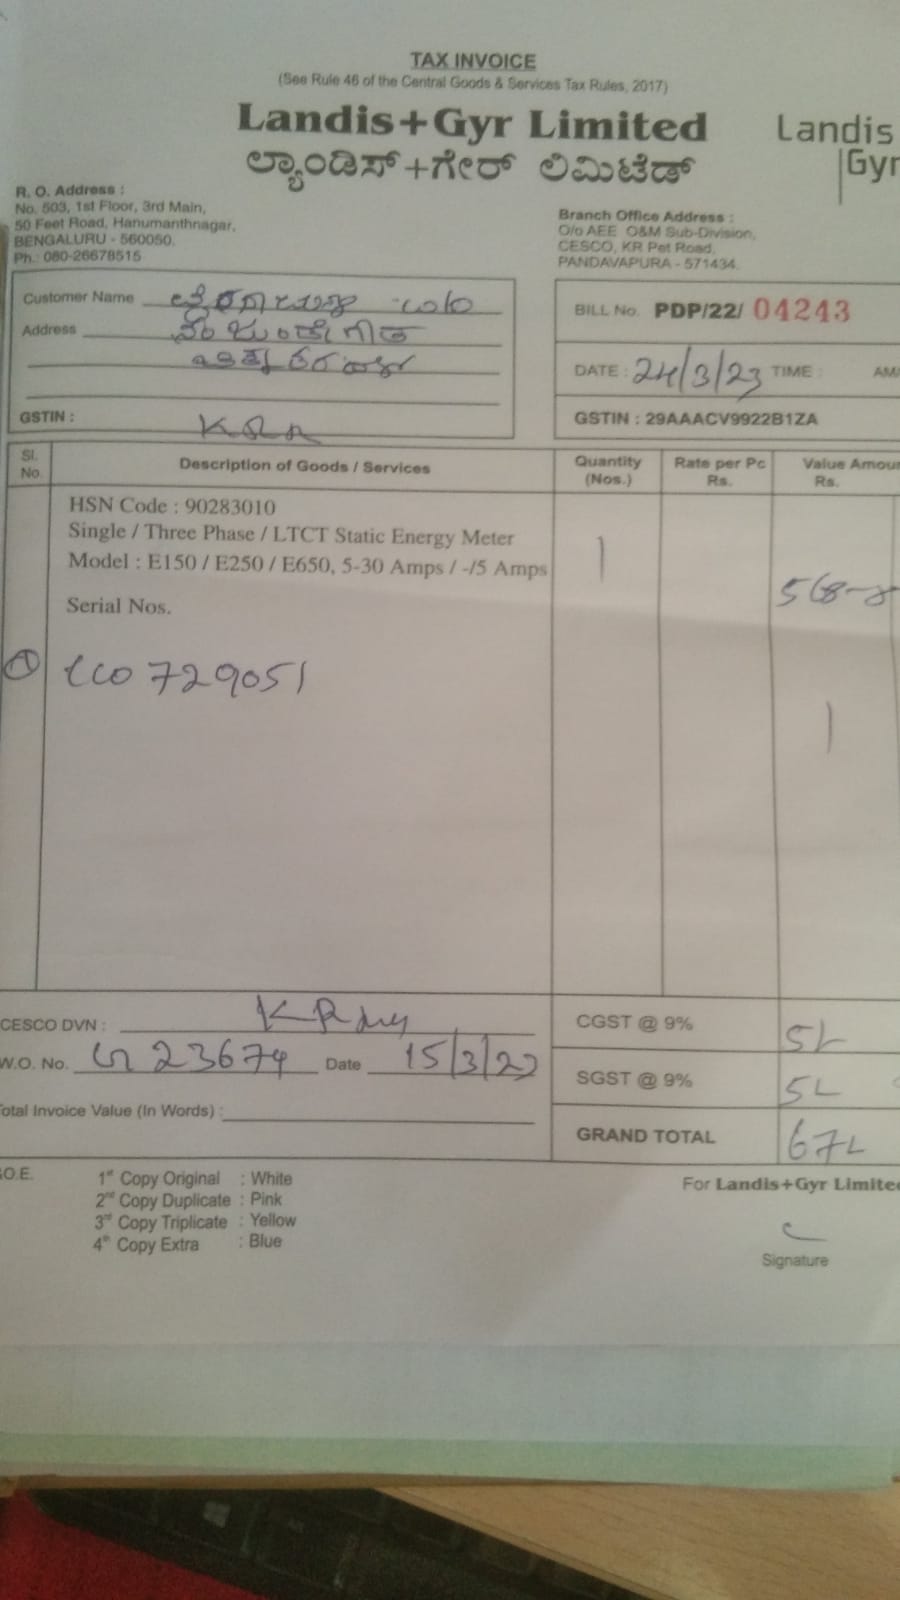 TAX INVOICE
(See Rule 46 of the Central Goods & Services Tax Rules, 2017)
Landis+Gyr Limited
Landis
Gyr
ಲ್ಯಾಂಡಿಸ್+ಗೇರ್ ಲಿಮಿಟೆಡ್
R. O. Address :
No. 503, 1st Floor, 3rd Main,
50 Feet Road, Hanumanthnagar,
BENGALURU - 560050.
Ph.: 080-26678515
Branch Office Address :
O/o AEE O&M Sub-Division,
CESCO, KR Pet Road,
PANDAVAPURA - 571434.
Customer Name
Address
GSTIN :
BILL No. PDP/22/ 04243
DATE : 24/3/23 TIME : AM
GSTIN : 29AAACV9922B1ZA
Sl. No. Description of Goods / Services Quantity (Nos.) Rate per Pc Rs. Value Amou Rs.
HSN Code : 90283010
Single / Three Phase / LTCT Static Energy Meter
Model : E150 / E250 / E650, 5-30 Amps / -/5 Amps 1
Serial Nos.
729051
CESCO DVN :
W.O. No. 23674 Date 15/3/23
Total Invoice Value (In Words) :
CGST @ 9%
SGST @ 9%
GRAND TOTAL
O.E.
1st Copy Original : White
2nd Copy Duplicate : Pink
3rd Copy Triplicate : Yellow
4th Copy Extra : Blue
For Landis+Gyr Limited
Signature